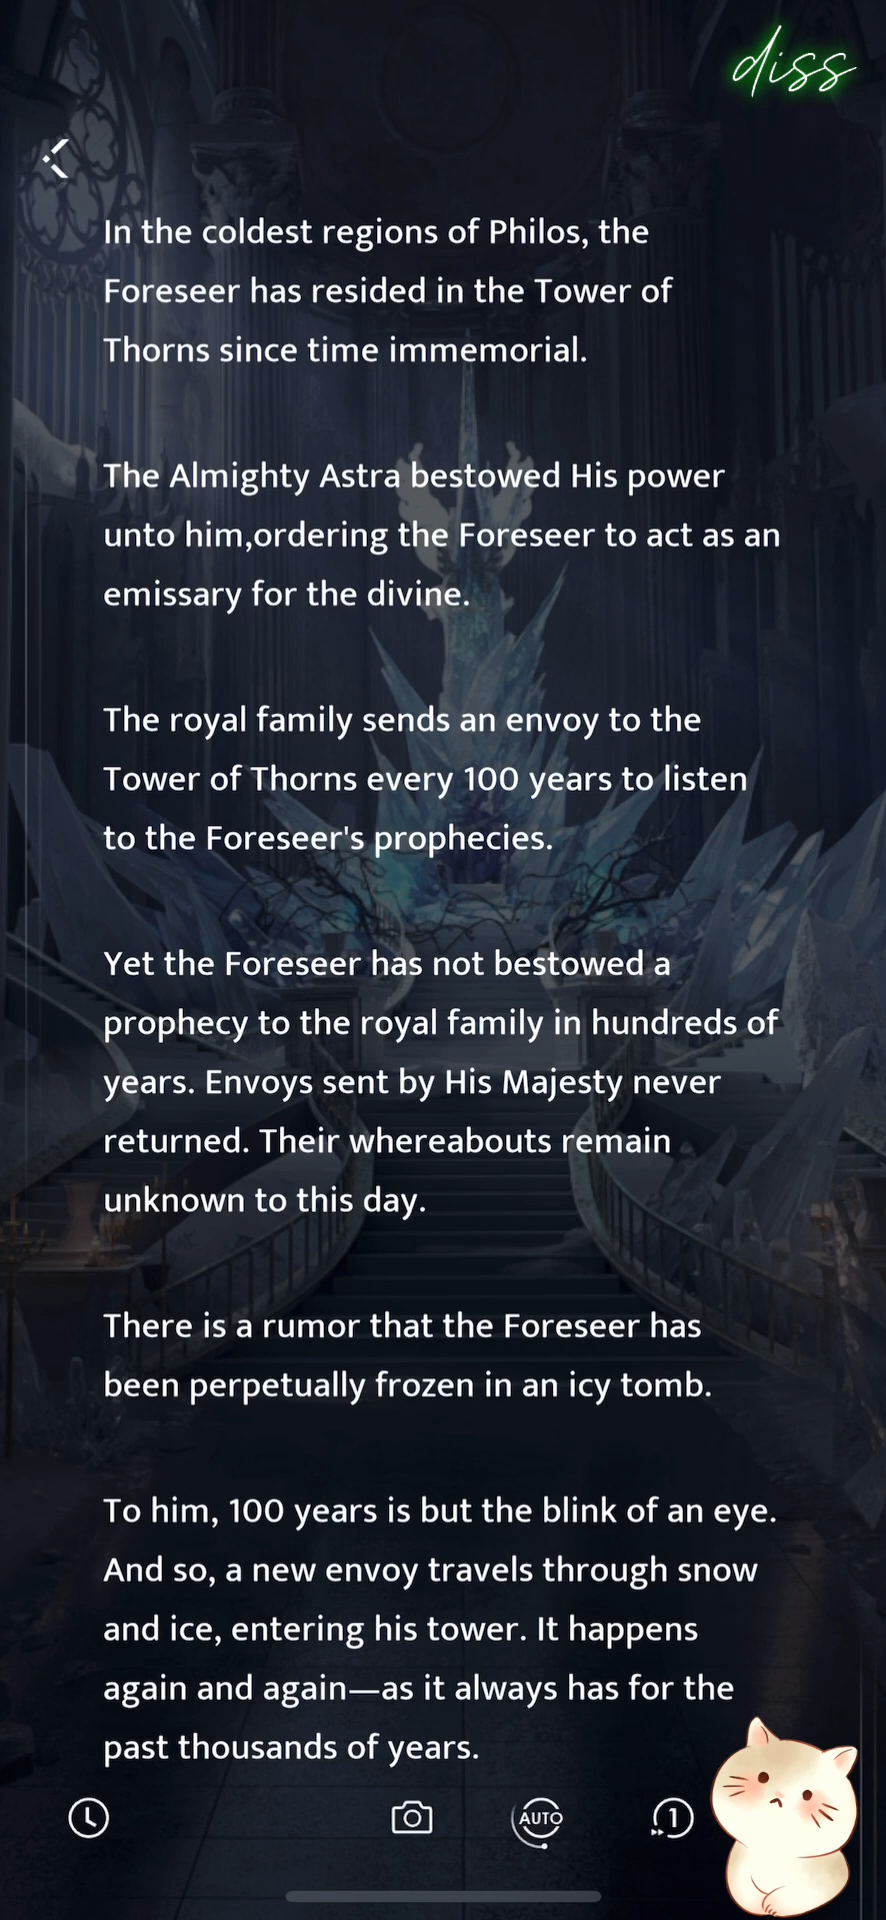 diss
In the coldest regions of Philos, the
Foreseer has resided in the Tower of
Thorns since time immemorial.
The Almighty Astra bestowed His power
unto him,ordering the Foreseer to act as an
emissary for the divine.
The royal family sends an envoy to the
Tower of Thorns every 100 years to listen
to the Foreseer's prophecies.
Yet the Foreseer has not bestowed a
prophecy to the royal family in hundreds of
years. Envoys sent by His Majesty never
returned. Their whereabouts remain
unknown to this day.
There is a rumor that the Foreseer has
been perpetually frozen in an icy tomb.
To him, 100 years is but the blink of an eye.
And so, a new envoy travels through snow
and ice, entering his tower. It happens
again and again—as it always has for the
past thousands of years.
AUTO
1